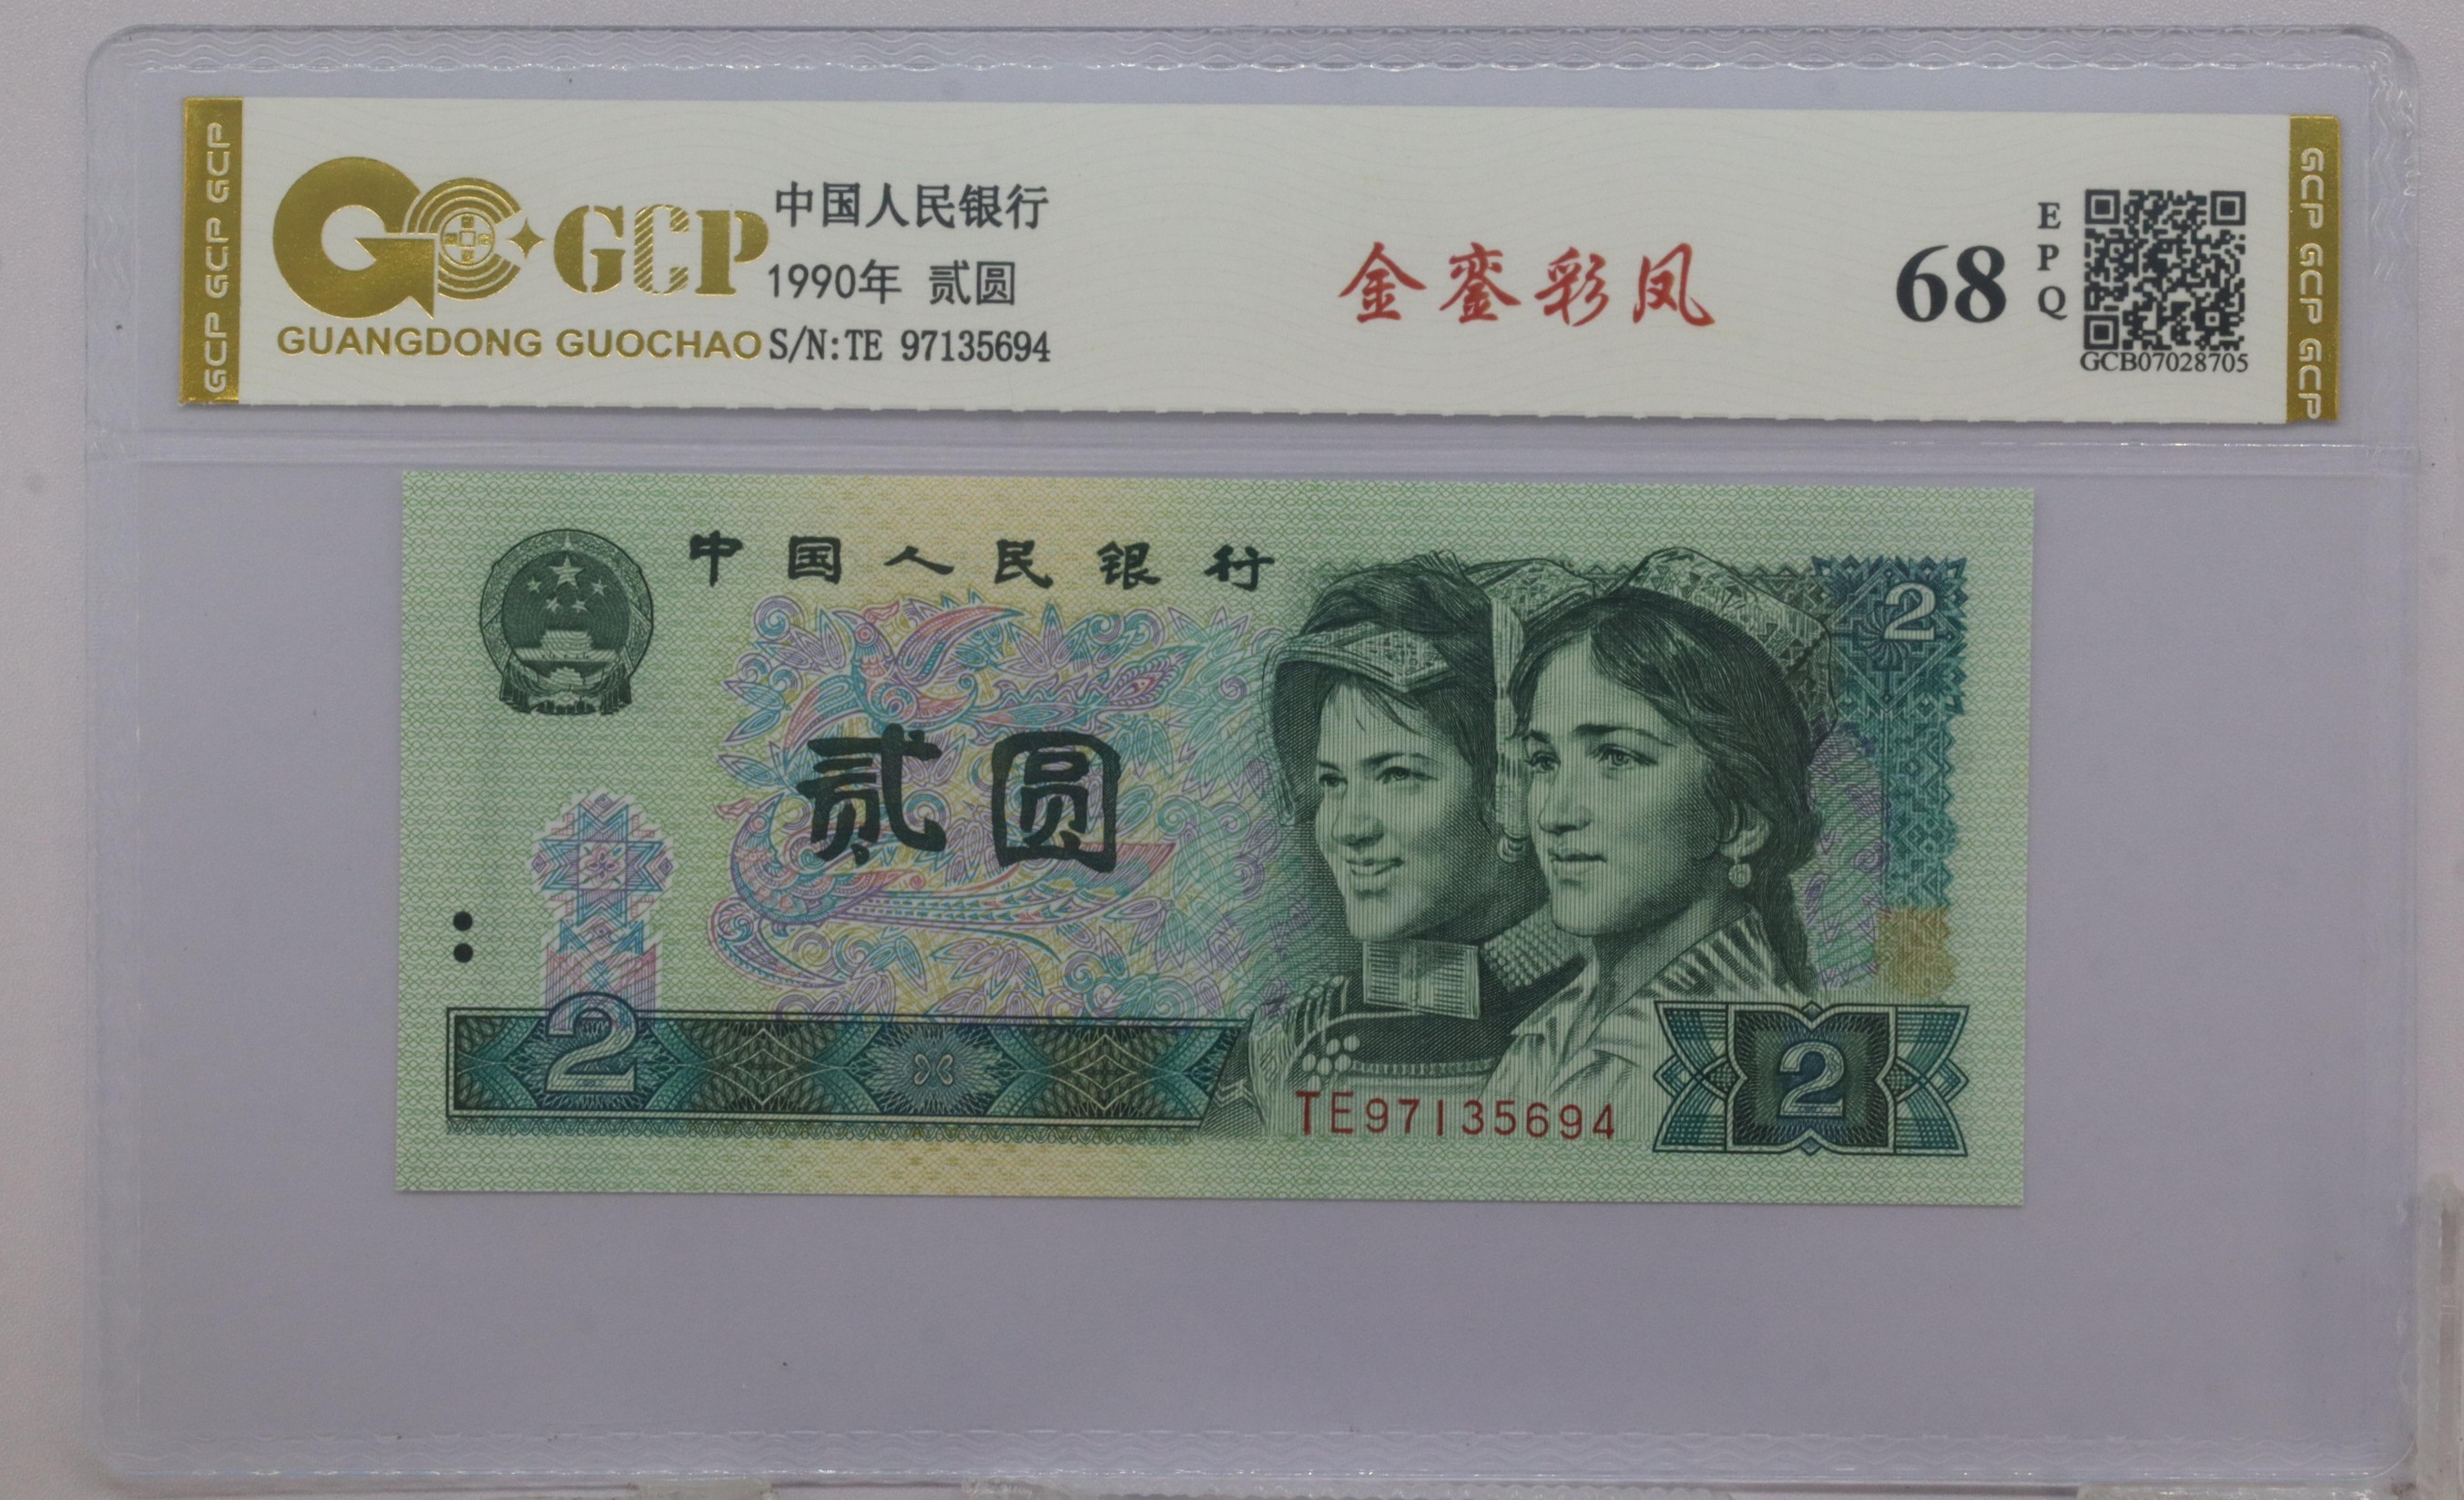 GCP GCP GCP
GCP
GUANGDONG GUOCHAO
中国人民银行
1990年 贰圆
S/N:TE 97135694
金銮彩凤
68
EPQ
GCB07028705
GCP GCP GCP
中国人民银行
2
贰圆
2
TE97135694
2